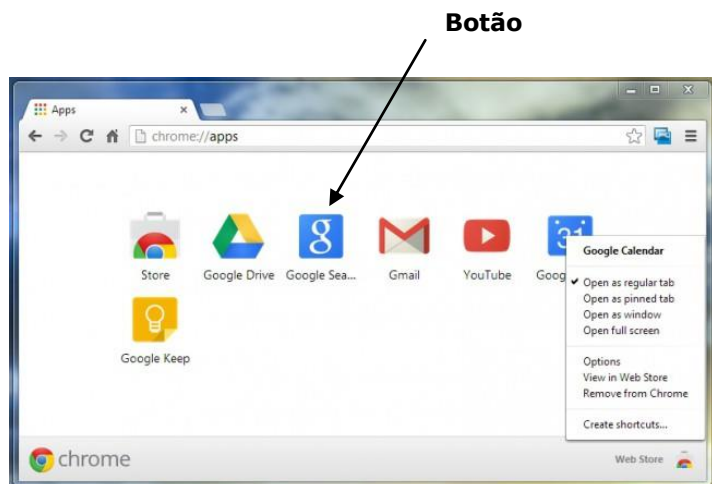 Botão
Apps
chrome://apps
Store
Google Drive
Google Sea...
Gmail
YouTube
Goog
31
g
Google Keep
Google Calendar
Open as regular tab
Open as pinned tab
Open as window
Open full screen
Options
View in Web Store
Remove from Chrome
Create shortcuts...
chrome
Web Store